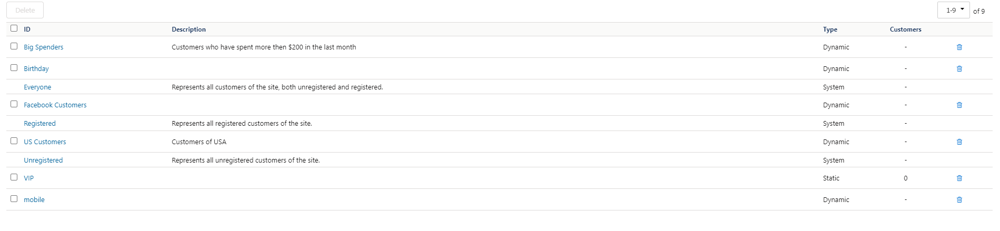 Delete 1-9 of 9
ID Description Type Customers
Big Spenders Customers who have spent more then $200 in the last month Dynamic -
Birthday Dynamic -
Everyone Represents all customers of the site, both unregistered and registered. System -
Facebook Customers Dynamic -
Registered Represents all registered customers of the site. System -
US Customers Customers of USA Dynamic -
Unregistered Represents all unregistered customers of the site. System -
VIP Static 0
mobile Dynamic -